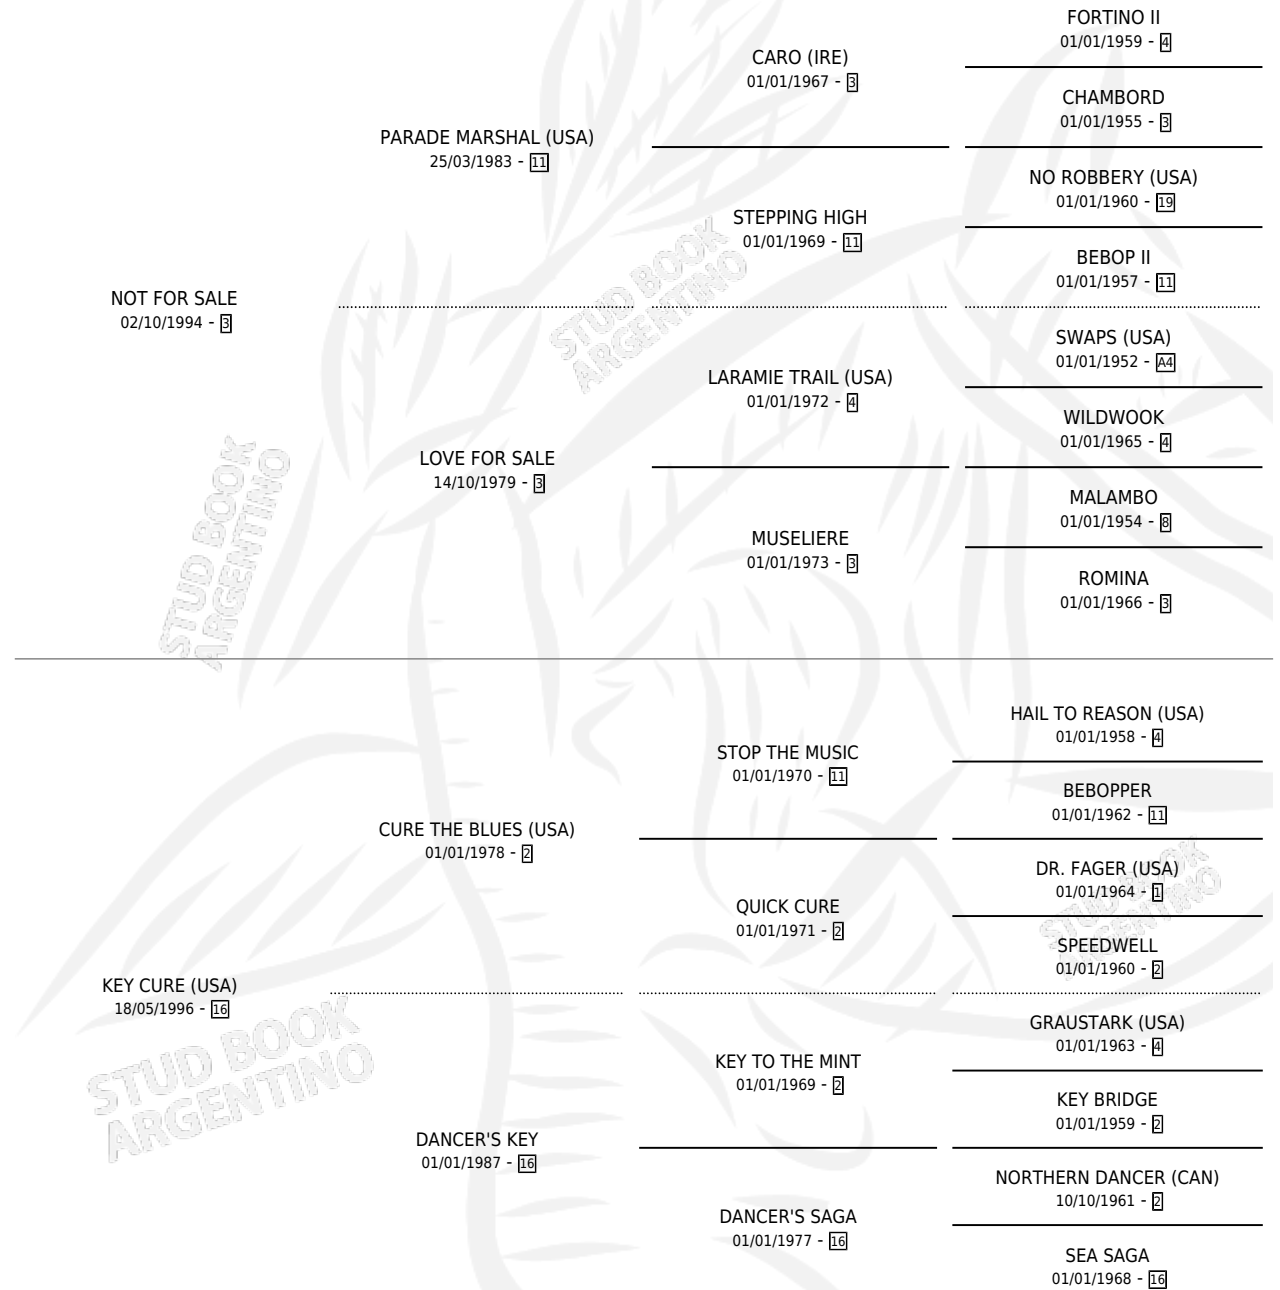 FORTINO II
01/01/1959 - 4
CARO (IRE)
01/01/1967 - 3
CHAMBORD
01/01/1955 - 3
PARADE MARSHAL (USA)
25/03/1983 - 11
NO ROBBERY (USA)
01/01/1960 - 19
STEPPING HIGH
01/01/1969 - 11
BEBOP II
01/01/1957 - 11
NOT FOR SALE
02/10/1994 - 3
SWAPS (USA)
01/01/1952 - A4
LARAMIE TRAIL (USA)
01/01/1972 - 4
WILDWOOK
01/01/1965 - 4
LOVE FOR SALE
14/10/1979 - 3
MALAMBO
01/01/1954 - 8
MUSELIERE
01/01/1973 - 3
ROMINA
01/01/1966 - 3
STUD BOOK
ARGENTINO
STUD BOOK
ARGENTINO
HAIL TO REASON (USA)
01/01/1958 - 4
STOP THE MUSIC
01/01/1970 - 11
BEBOPPER
01/01/1962 - 11
CURE THE BLUES (USA)
01/01/1978 - 2
DR. FAGER (USA)
01/01/1964 - 1
QUICK CURE
01/01/1971 - 2
SPEEDWELL
01/01/1960 - 2
KEY CURE (USA)
18/05/1996 - 16
GRAUSTARK (USA)
01/01/1963 - 4
KEY TO THE MINT
01/01/1969 - 2
KEY BRIDGE
01/01/1959 - 2
DANCER'S KEY
01/01/1987 - 16
NORTHERN DANCER (CAN)
10/10/1961 - 2
DANCER'S SAGA
01/01/1977 - 16
SEA SAGA
01/01/1968 - 16
STUD BOOK
ARGENTINO
STUD BOOK
ARGENTINO